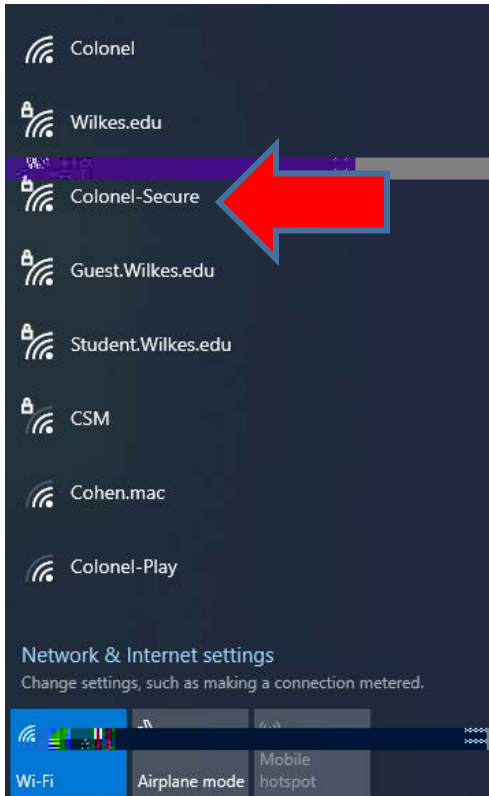 Colonel
Wilkes.edu
Colonel-Secure
Guest.Wilkes.edu
Student.Wilkes.edu
CSM
Cohen.mac
Colonel-Play
Network & Internet settings
Change settings, such as making a connection metered.
Mobile
Wi-Fi Airplane mode hotspot